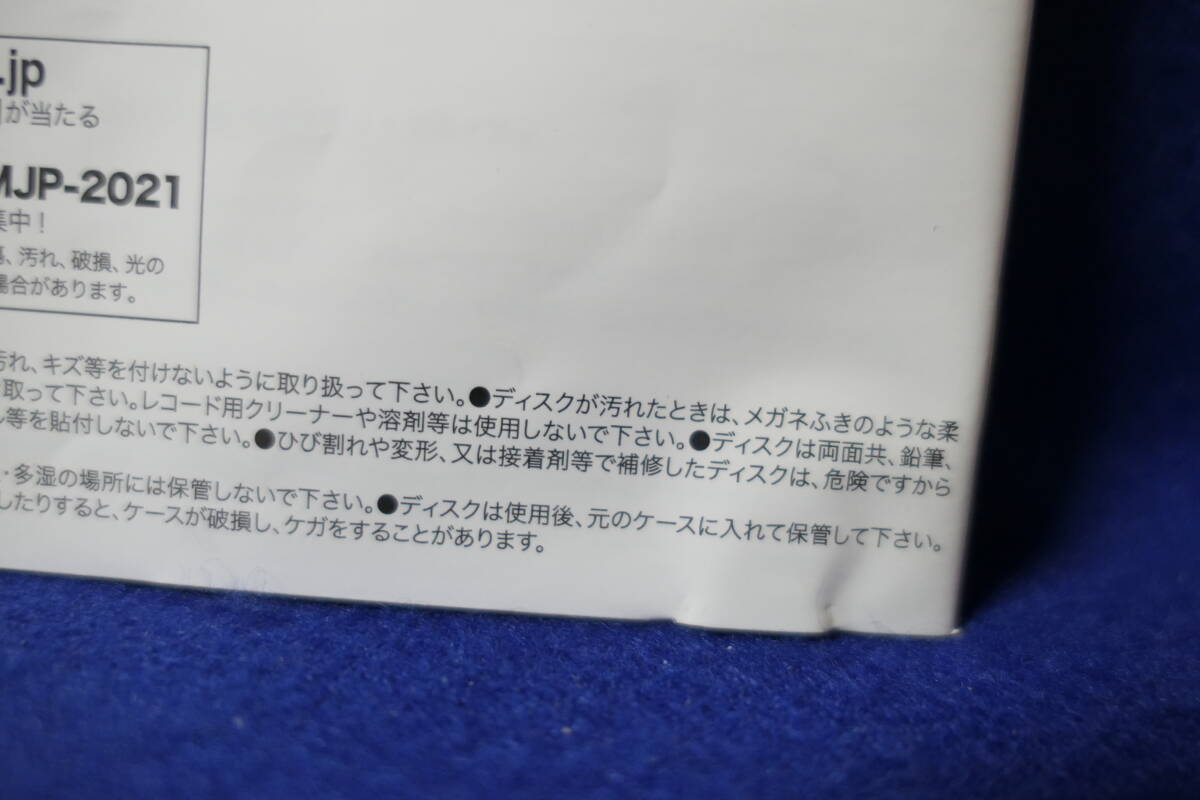 .jp
が当たる
MJP-2021
集中！
、汚れ、破損、光の
場合があります。
汚れ、キズ等を付けないように取り扱って下さい。●ディスクが汚れたときは、メガネふきのような柔
取って下さい。レコード用クリーナーや溶剤等は使用しないで下さい。●ディスクは両面共、鉛筆、
ル等を貼付しないで下さい。●ひび割れや変形、又は接着剤等で補修したディスクは、危険ですから
・多湿の場所には保管しないで下さい。●ディスクは使用後、元のケースに入れて保管して下さい。
したりすると、ケースが破損し、ケガをすることがあります。